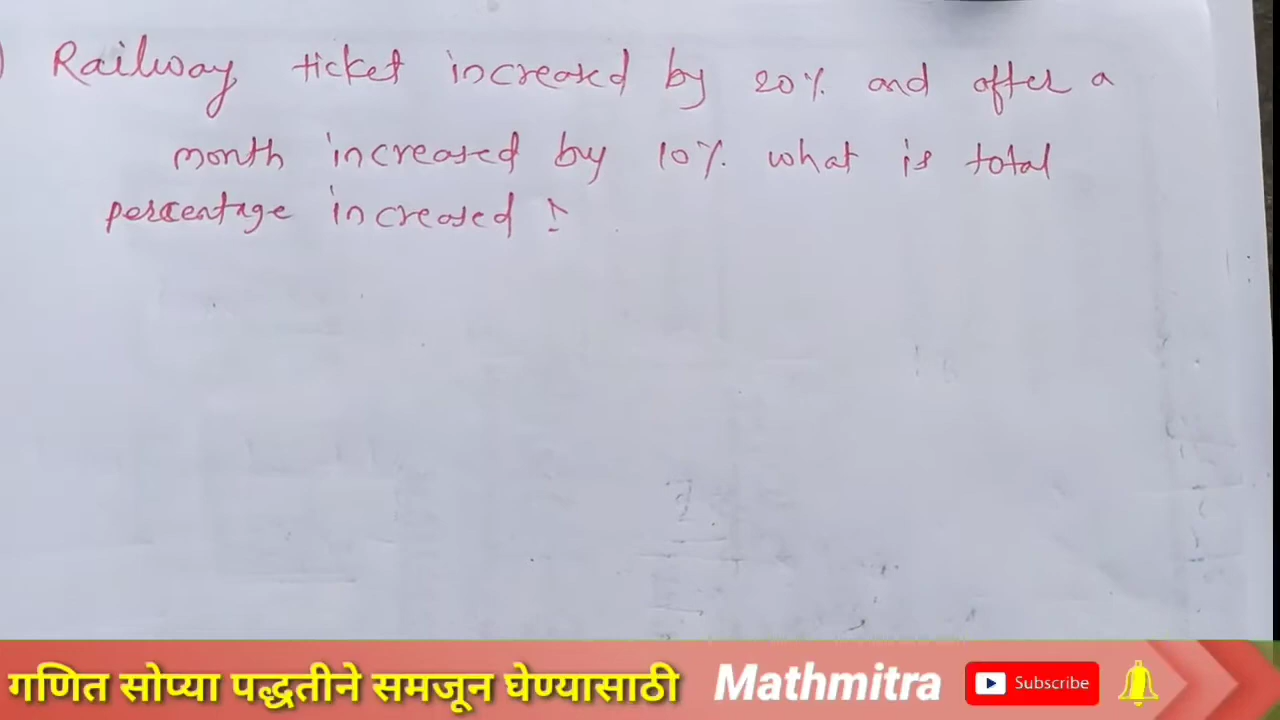 ) Railway ticket increased by 20% and after a
month increased by 10% what is total
percentage increased ?
गणित सोप्या पद्धतीने समजून घेण्यासाठी Mathmitra Subscribe